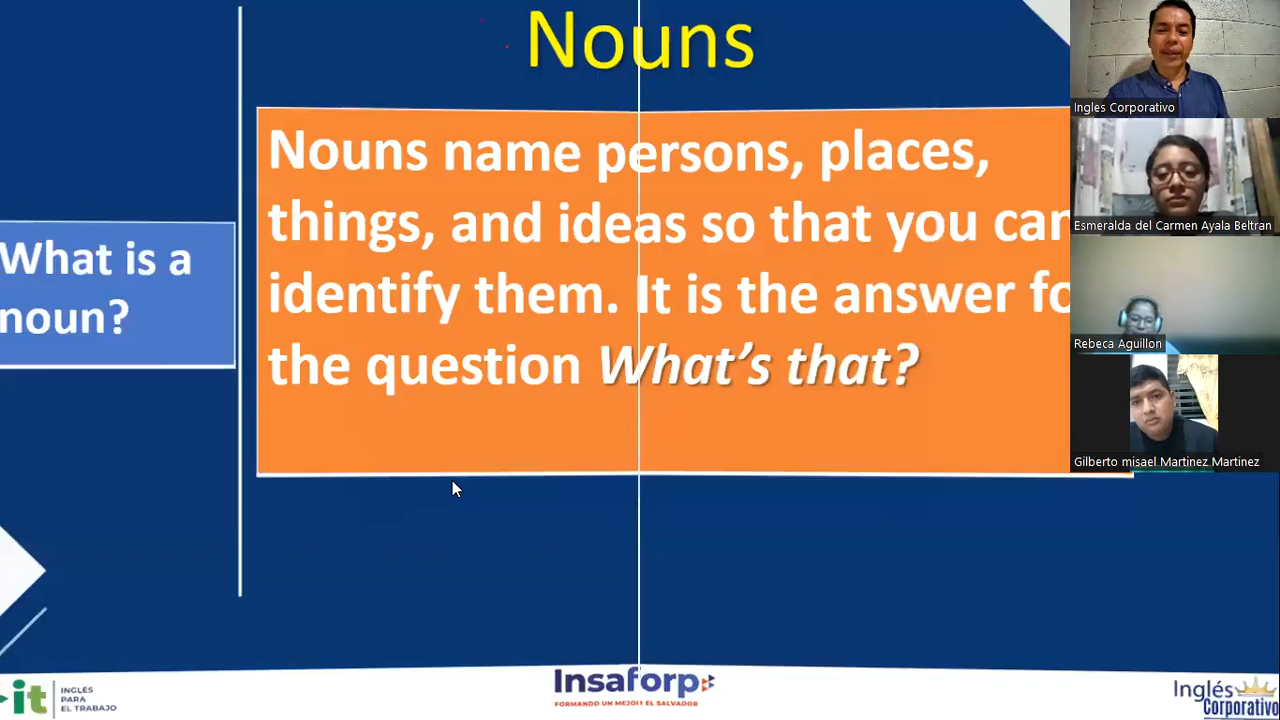 Nouns
What is a
noun?
Nouns name persons, places,
things, and ideas so that you can
identify them. It is the answer fo
the question What's that?
Ingles Corporativo
Esmeralda del Carmen Ayala Beltran
Rebeca Aguillon
Gilberto misael Martinez Martinez
it
INGLÉS
PARA
EL TRABAJO
Insaforp
FORMANDO UN MEJOR EL SALVADOR
Inglés
Corporativo